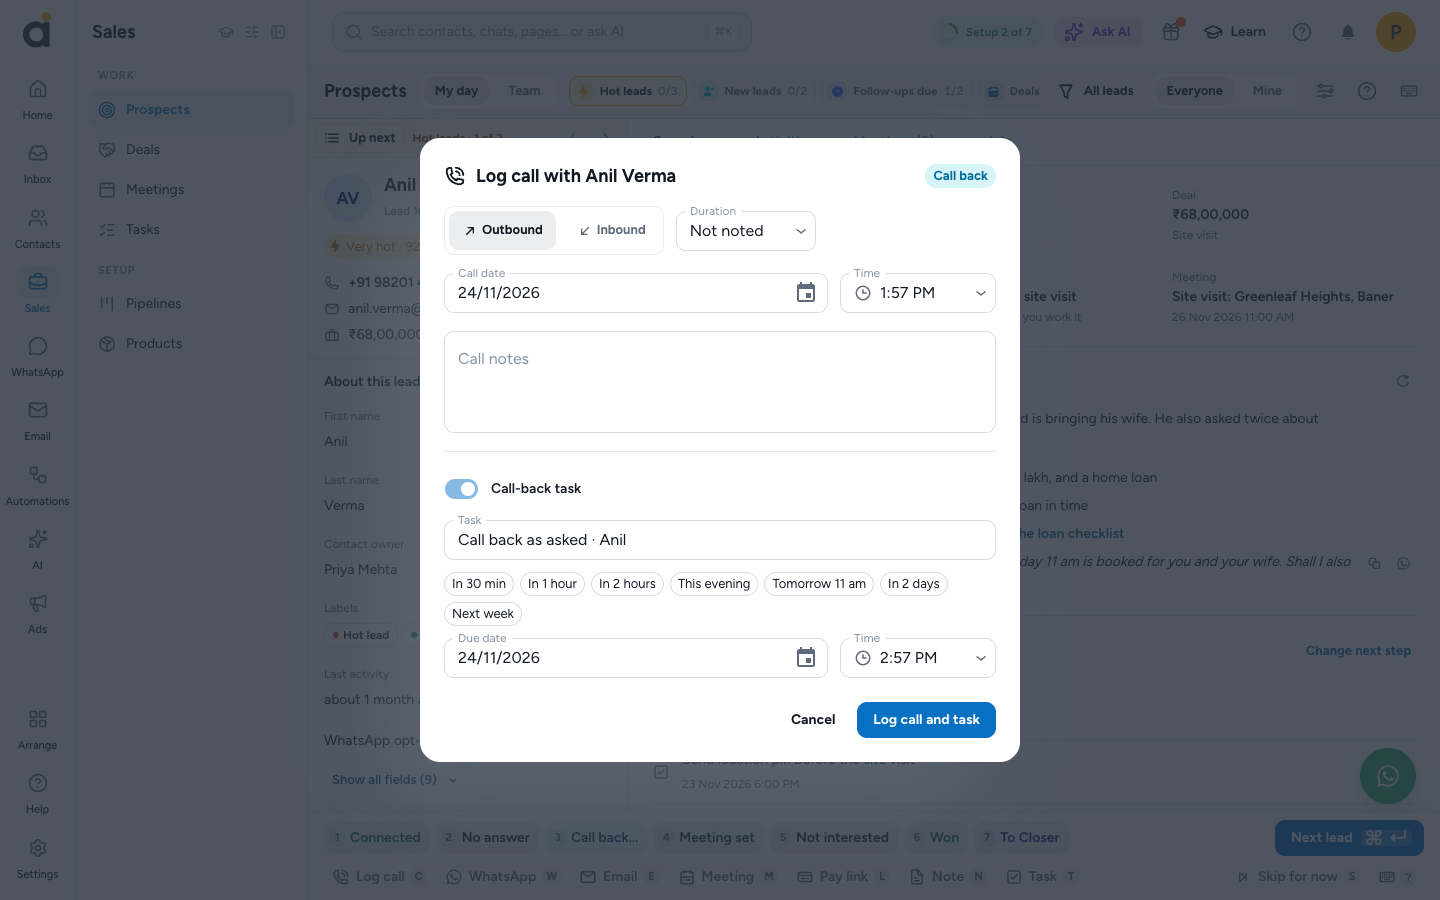 Sales
Search contacts, chats, pages... or ask AI
⌘K
Setup 2 of 7
Ask AI
Learn
P
Home
Inbox
Contacts
Sales
WhatsApp
Email
Automations
AI
Ads
Arrange
Help
Settings
WORK
Prospects
Deals
Meetings
Tasks
SETUP
Pipelines
Products
Prospects
My day
Team
Hot leads 0/3
New leads 0/2
Follow-ups due 1/2
Deals
All leads
Everyone
Mine
Up next
AV
Anil
Lead
Very hot · 92
+91 98201
anil.verma@
₹68,00,000
About this lead
First name
Anil
Last name
Verma
Contact owner
Priya Mehta
Labels
Hot lead
Last activity
about 1 month
WhatsApp opt-
Show all fields (9)
Log call with Anil Verma
Call back
Outbound
Inbound
Duration
Not noted
Call date
24/11/2026
Time
1:57 PM
Call notes
Call-back task
Task
Call back as asked · Anil
In 30 min
In 1 hour
In 2 hours
This evening
Tomorrow 11 am
In 2 days
Next week
Due date
24/11/2026
Time
2:57 PM
Cancel
Log call and task
Deal
₹68,00,000
Site visit
Meeting
site visit
Site visit: Greenleaf Heights, Baner
you work it
26 Nov 2026 11:00 AM
is bringing his wife. He also asked twice about
lakh, and a home loan
oan in time
he loan checklist
day 11 am is booked for you and your wife. Shall I also
Change next step
Send location pin before the site visit
23 Nov 2026 6:00 PM
1 Connected
2 No answer
3 Call back...
4 Meeting set
5 Not interested
6 Won
7 To Closer
Next lead ⌘ ↵
Log call C
WhatsApp W
Email E
Meeting M
Pay link L
Note N
Task T
Skip for now S
?